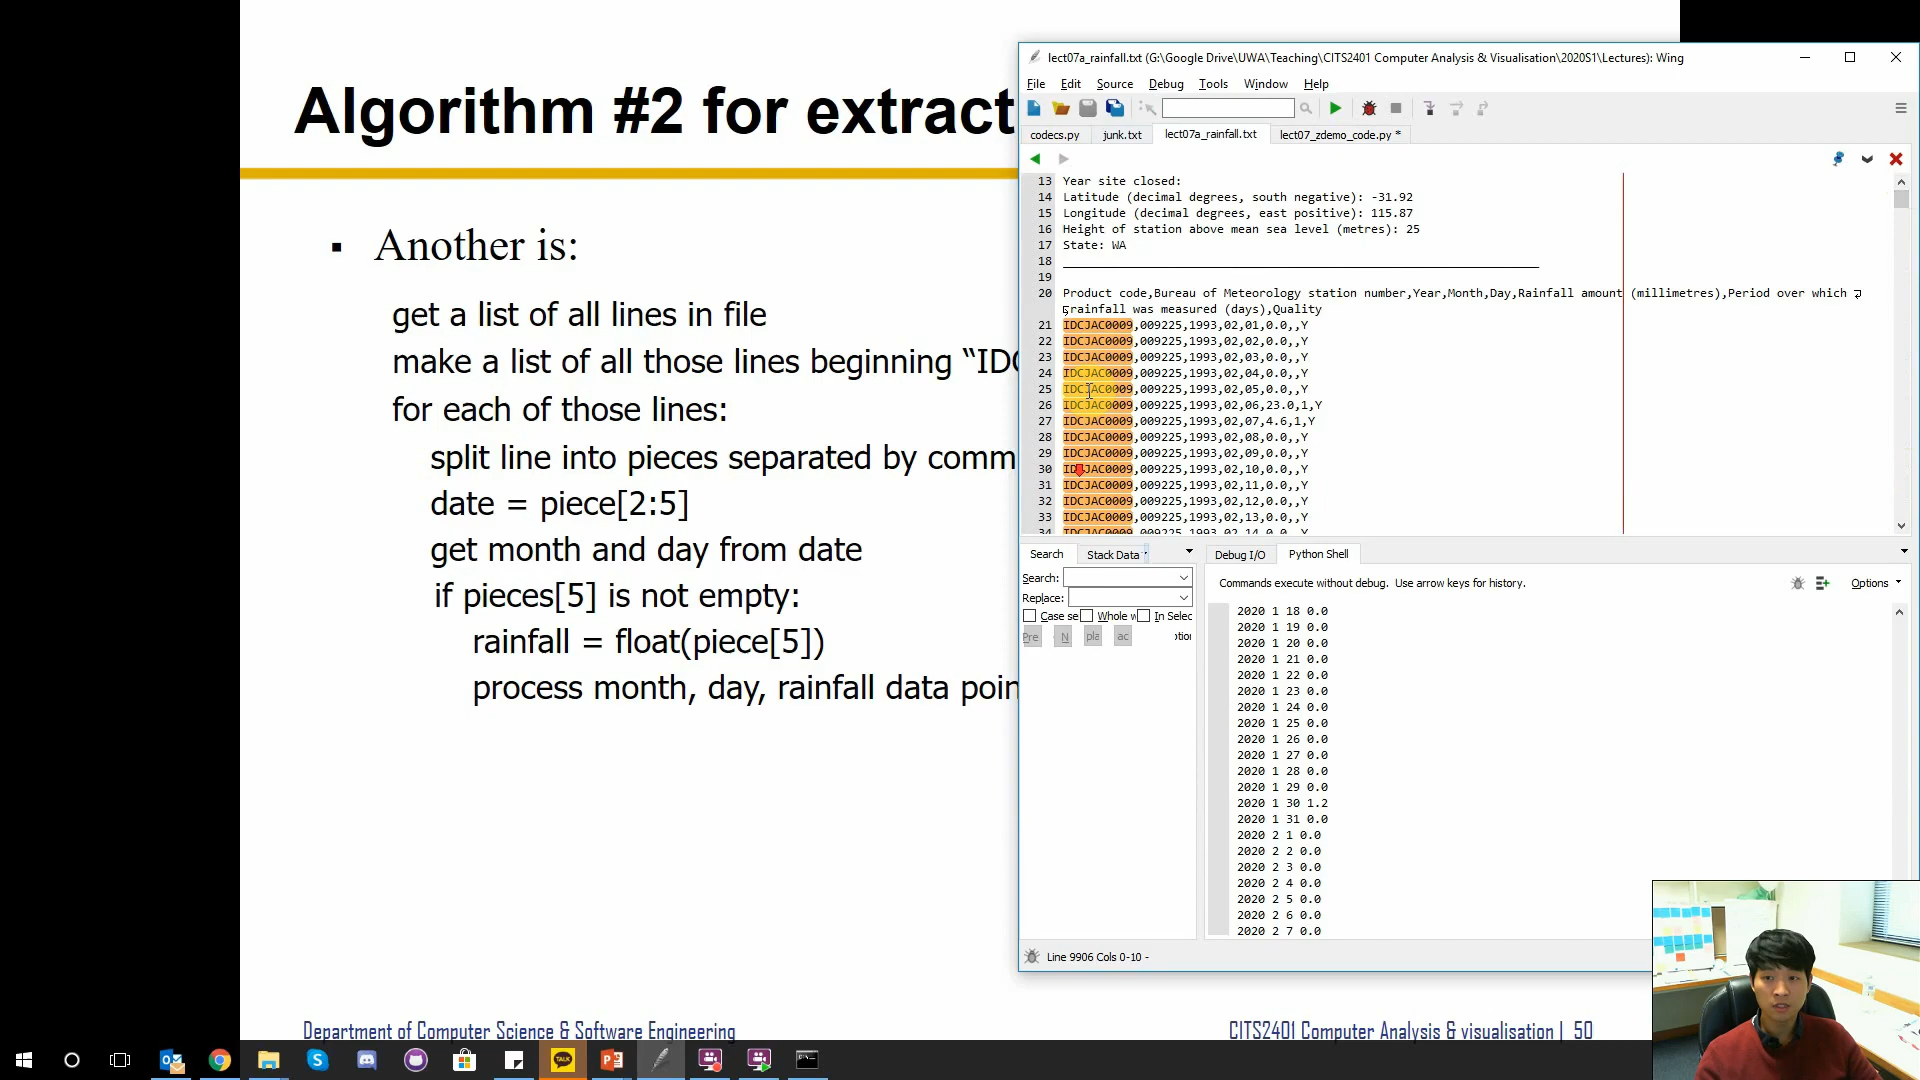 Algorithm #2 for extract
▪ Another is:
get a list of all lines in file
make a list of all those lines beginning “ID
for each of those lines:
split line into pieces separated by comm
date = piece[2:5]
get month and day from date
if pieces[5] is not empty:
rainfall = float(piece[5])
process month, day, rainfall data poin
Department of Computer Science & Software Engineering
CITS2401 Computer Analysis & visualisation | 50
lect07a_rainfall.txt (G:\Google Drive\UWA\Teaching\CITS2401 Computer Analysis & Visualisation\2020S1\Lectures): Wing
File Edit Source Debug Tools Window Help
codecs.py junk.txt lect07a_rainfall.txt lect07_zdemo_code.py *
13 Year site closed:
14 Latitude (decimal degrees, south negative): -31.92
15 Longitude (decimal degrees, east positive): 115.87
16 Height of station above mean sea level (metres): 25
17 State: WA
18
19
20 Product code,Bureau of Meteorology station number,Year,Month,Day,Rainfall amount (millimetres),Period over which
rainfall was measured (days),Quality
21 IDCJAC0009,009225,1993,02,01,0.0,,Y
22 IDCJAC0009,009225,1993,02,02,0.0,,Y
23 IDCJAC0009,009225,1993,02,03,0.0,,Y
24 IDCJAC0009,009225,1993,02,04,0.0,,Y
25 IDCJAC0009,009225,1993,02,05,0.0,,Y
26 IDCJAC0009,009225,1993,02,06,23.0,1,Y
27 IDCJAC0009,009225,1993,02,07,4.6,1,Y
28 IDCJAC0009,009225,1993,02,08,0.0,,Y
29 IDCJAC0009,009225,1993,02,09,0.0,,Y
30 IDCJAC0009,009225,1993,02,10,0.0,,Y
31 IDCJAC0009,009225,1993,02,11,0.0,,Y
32 IDCJAC0009,009225,1993,02,12,0.0,,Y
33 IDCJAC0009,009225,1993,02,13,0.0,,Y
34 IDCJAC0009,009225,1993,02,14,0.0,,Y
Search Stack Data
Search:
Replace:
Case se Whole w In Selec
Pre N pla ac otion
Debug I/O Python Shell
Commands execute without debug. Use arrow keys for history.
Options
2020 1 18 0.0
2020 1 19 0.0
2020 1 20 0.0
2020 1 21 0.0
2020 1 22 0.0
2020 1 23 0.0
2020 1 24 0.0
2020 1 25 0.0
2020 1 26 0.0
2020 1 27 0.0
2020 1 28 0.0
2020 1 29 0.0
2020 1 30 1.2
2020 1 31 0.0
2020 2 1 0.0
2020 2 2 0.0
2020 2 3 0.0
2020 2 4 0.0
2020 2 5 0.0
2020 2 6 0.0
2020 2 7 0.0
Line 9906 Cols 0-10 -
TALK